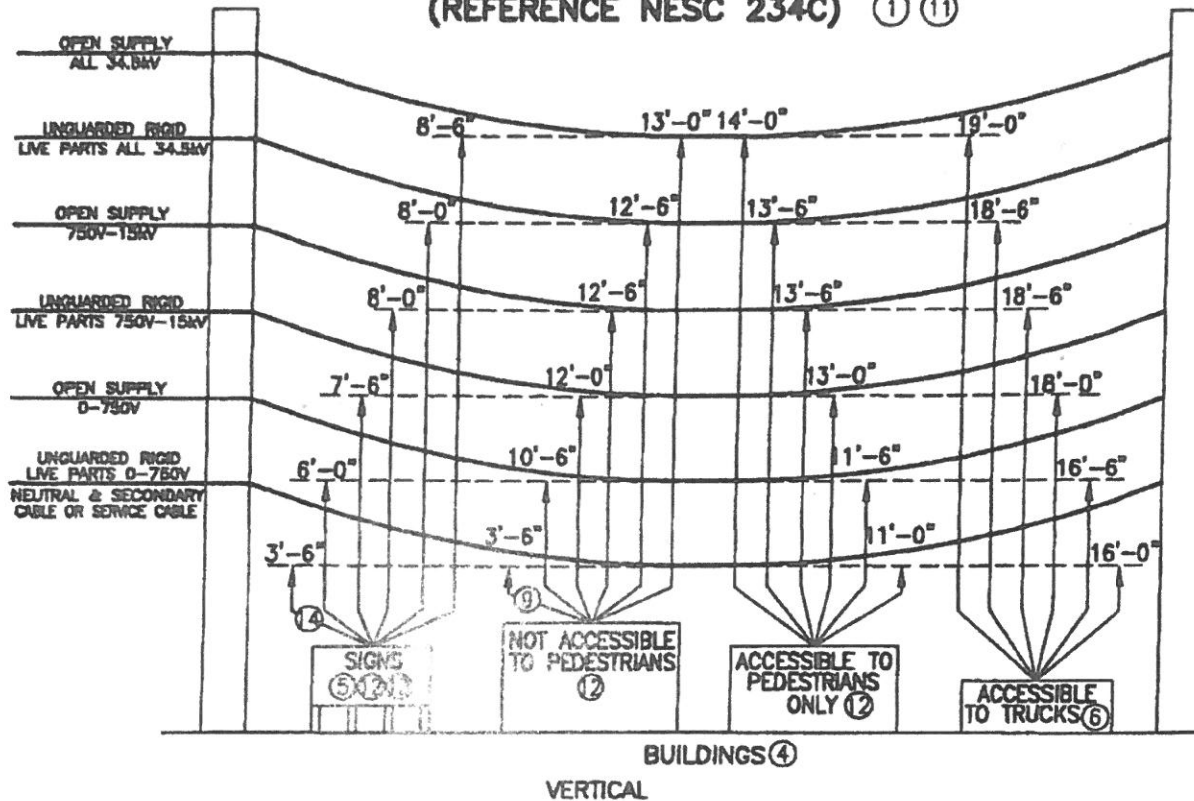 (REFERENCE NESC 234C) ① ⑪
OPEN SUPPLY
ALL 34.5kV
8'-6" 13'-0" 14'-0" 19'-0"
UNGUARDED RIGID
LIVE PARTS ALL 34.5kV
8'-0" 12'-6" 13'-6" 18'-6"
OPEN SUPPLY
750V-15kV
8'-0" 12'-6" 13'-6" 18'-6"
UNGUARDED RIGID
LIVE PARTS 750V-15kV
7'-6" 12'-0" 13'-0" 18'-0"
OPEN SUPPLY
0-750V
6'-0" 10'-6" 11'-6" 16'-6"
UNGUARDED RIGID
LIVE PARTS 0-750V
NEUTRAL & SECONDARY
CABLE OR SERVICE CABLE
3'-6" 3'-6" 11'-0" 16'-0"
⑭ ⑨
SIGNS
⑤ ⑫
NOT ACCESSIBLE
TO PEDESTRIANS
⑫
ACCESSIBLE TO
PEDESTRIANS
ONLY ⑫
ACCESSIBLE
TO TRUCKS ⑥
BUILDINGS ④
VERTICAL